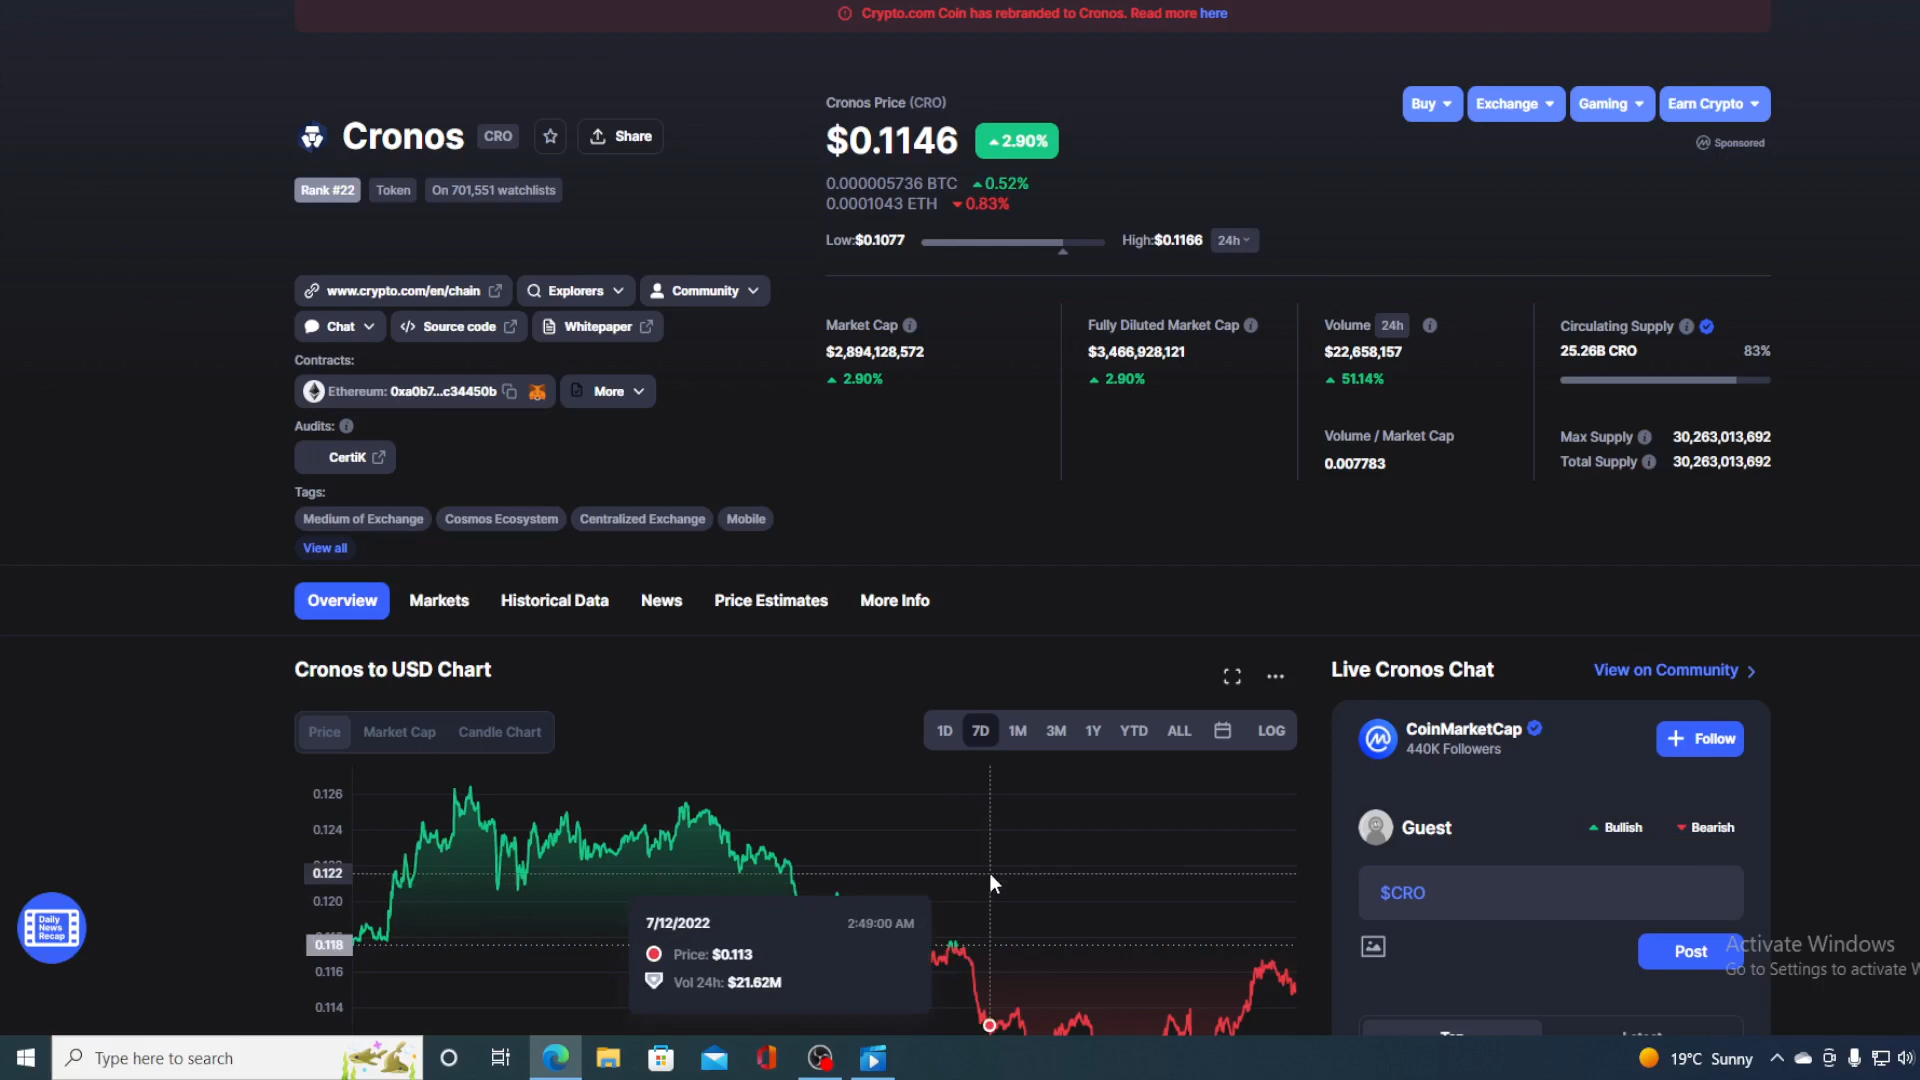 Crypto.com Coin has rebranded to Cronos. Read more here
Cronos CRO Share
Rank #22 Token On 701,551 watchlists
www.crypto.com/en/chain Explorers Community
Chat Source code Whitepaper
Contracts:
Ethereum: 0xa0b7...c34450b More
Audits:
CertiK
Tags:
Medium of Exchange Cosmos Ecosystem Centralized Exchange Mobile
View all
Cronos Price (CRO)
$0.1146 2.90%
0.000005736 BTC 0.52%
0.0001043 ETH 0.83%
Low:$0.1077 High:$0.1166 24h
Buy Exchange Gaming Earn Crypto
Sponsored
Market Cap
$2,894,128,572
2.90%
Fully Diluted Market Cap
$3,466,928,121
2.90%
Volume 24h
$22,658,157
51.14%
Volume / Market Cap
0.007783
Circulating Supply
25.26B CRO 83%
Max Supply 30,263,013,692
Total Supply 30,263,013,692
Overview Markets Historical Data News Price Estimates More Info
Cronos to USD Chart
Price Market Cap Candle Chart
1D 7D 1M 3M 1Y YTD ALL LOG
0.126
0.124
0.122
0.120
0.118
0.116
0.114
7/12/2022 2:49:00 AM
Price: $0.113
Vol 24h: $21.62M
Live Cronos Chat View on Community
CoinMarketCap
440K Followers
Follow
Guest Bullish Bearish
$CRO
Post
Activate Windows
Go to Settings to activate W
Daily
News
Recap
Type here to search
19°C Sunny